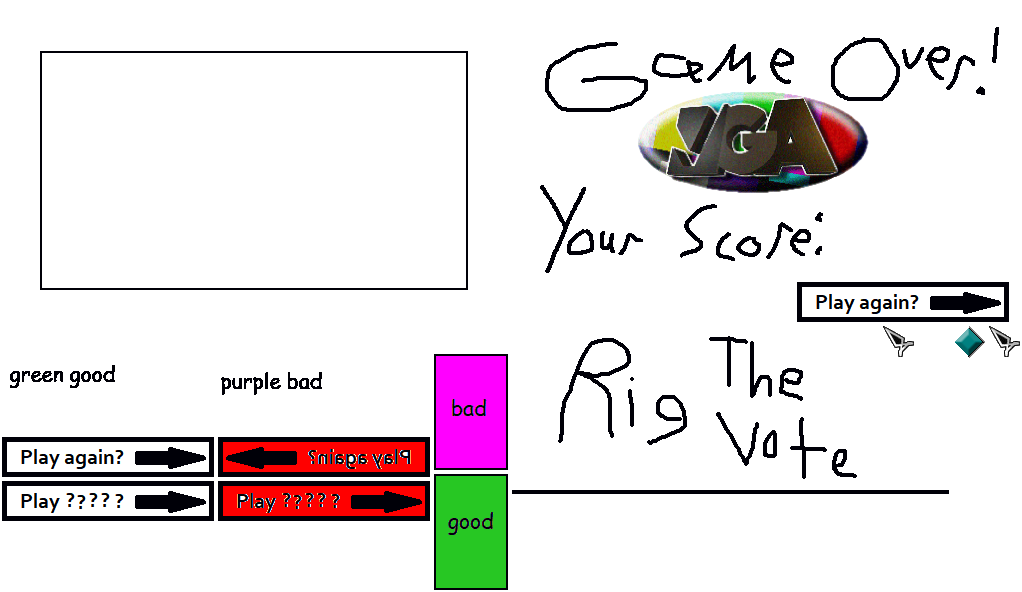 Game Over!
JGA
Your Score:
Play again?
Rig The
Vote
green good
purple bad
bad
Play again?
Play again?
Play ?????
Play ?????
good